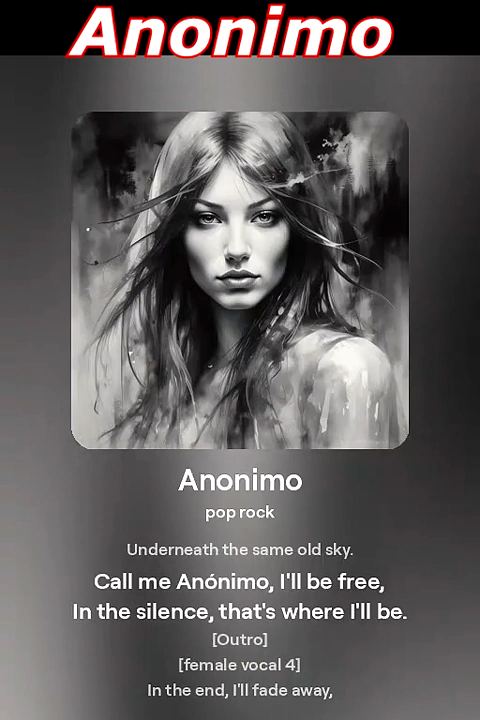 Anonimo
Anonimo
pop rock
Underneath the same old sky.
Call me Anónimo, I'll be free,
In the silence, that's where I'll be.
[Outro]
[female vocal 4]
In the end, I'll fade away,